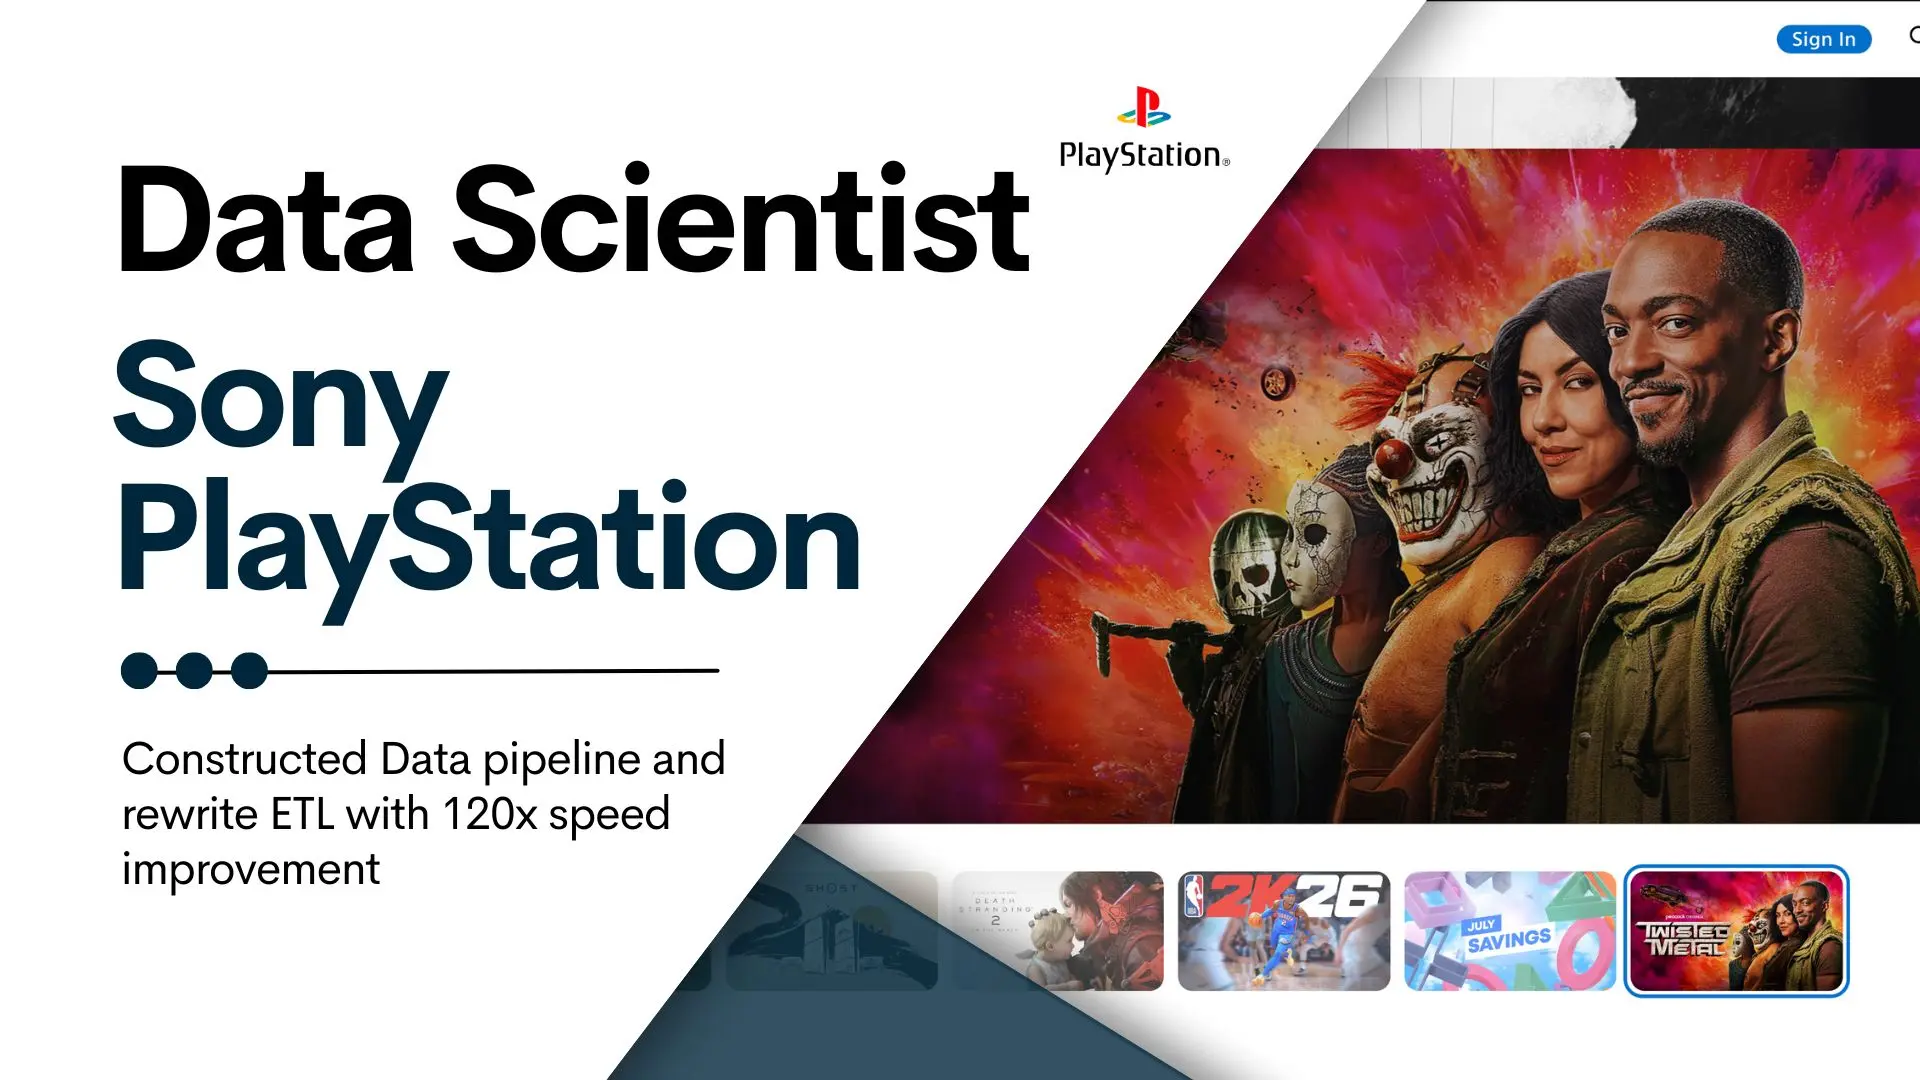 Sign In
PlayStation®
Data Scientist
Sony
PlayStation
Constructed Data pipeline and
rewrite ETL with 120x speed
improvement
GHOST
DEATH
STRANDING
2
NBA
2K26
JULY
SAVINGS
TWISTED
METAL